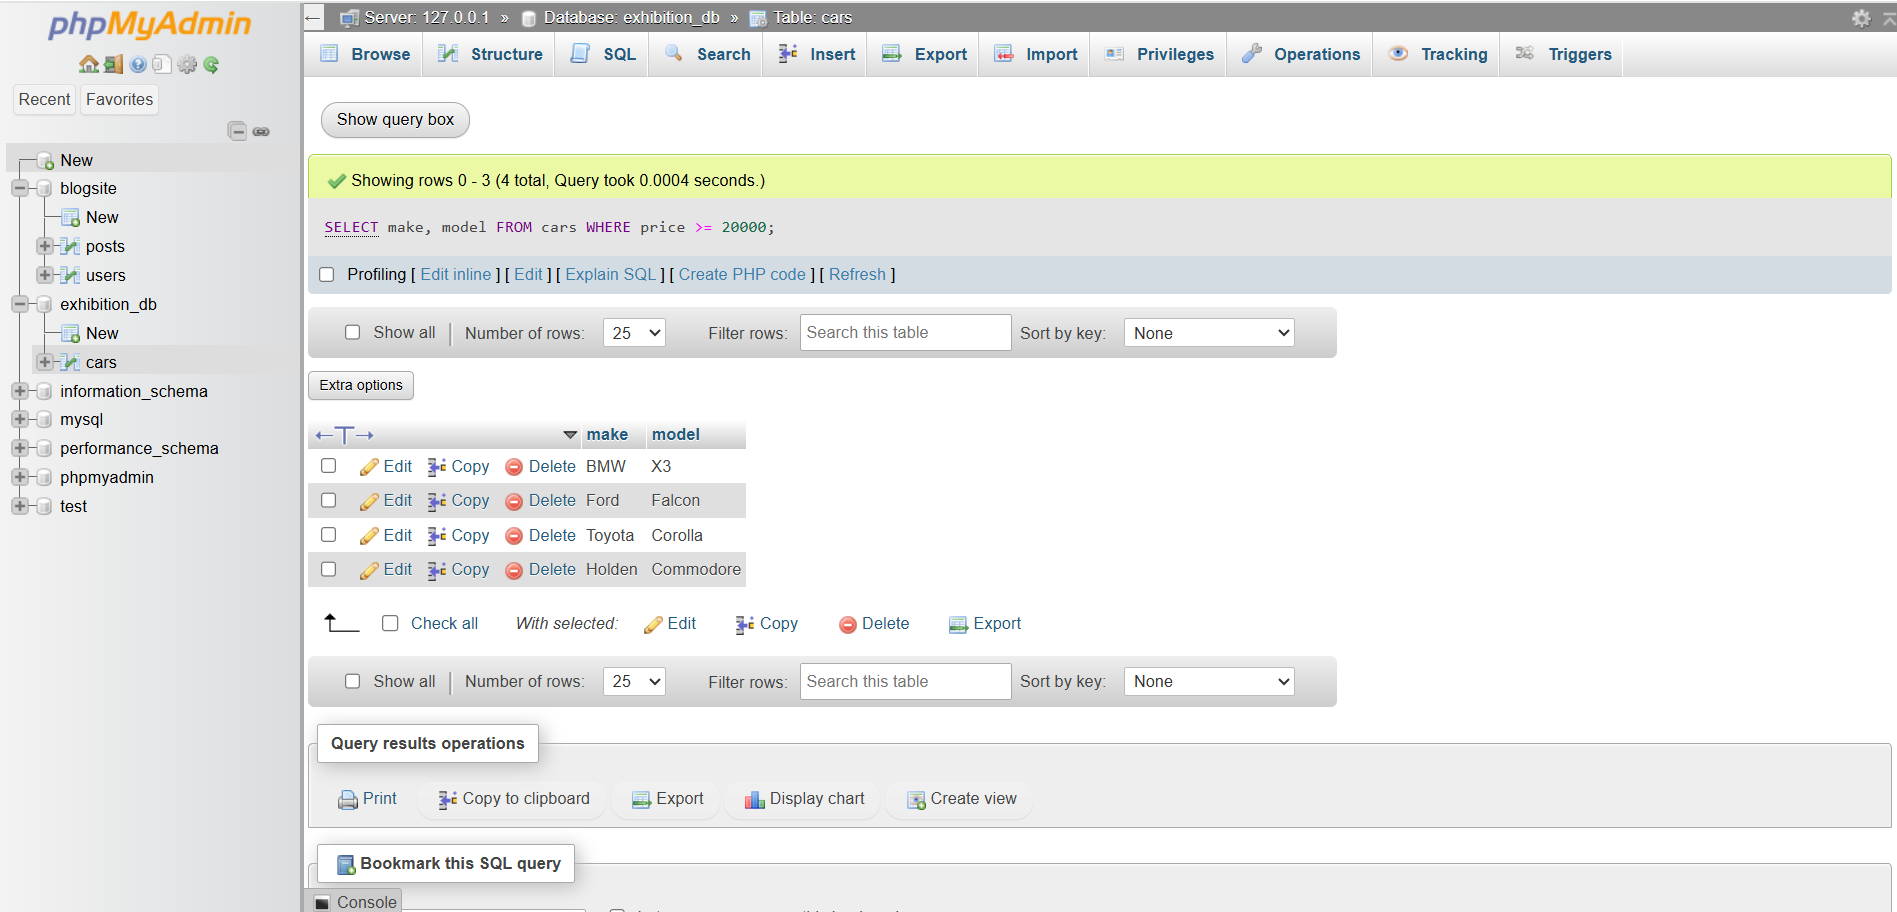 phpMyAdmin
Recent Favorites
New
blogsite
New
posts
users
exhibition_db
New
cars
information_schema
mysql
performance_schema
phpmyadmin
test
Server: 127.0.0.1 » Database: exhibition_db » Table: cars
Browse Structure SQL Search Insert Export Import Privileges Operations Tracking Triggers
Show query box
Showing rows 0 - 3 (4 total, Query took 0.0004 seconds.)
SELECT make, model FROM cars WHERE price >= 20000;
Profiling [ Edit inline ] [ Edit ] [ Explain SQL ] [ Create PHP code ] [ Refresh ]
Show all | Number of rows: 25 Filter rows: Search this table Sort by key: None
Extra options
←T→ make model
Edit Copy Delete BMW X3
Edit Copy Delete Ford Falcon
Edit Copy Delete Toyota Corolla
Edit Copy Delete Holden Commodore
Check all With selected: Edit Copy Delete Export
Show all | Number of rows: 25 Filter rows: Search this table Sort by key: None
Query results operations
Print Copy to clipboard Export Display chart Create view
Bookmark this SQL query
Console